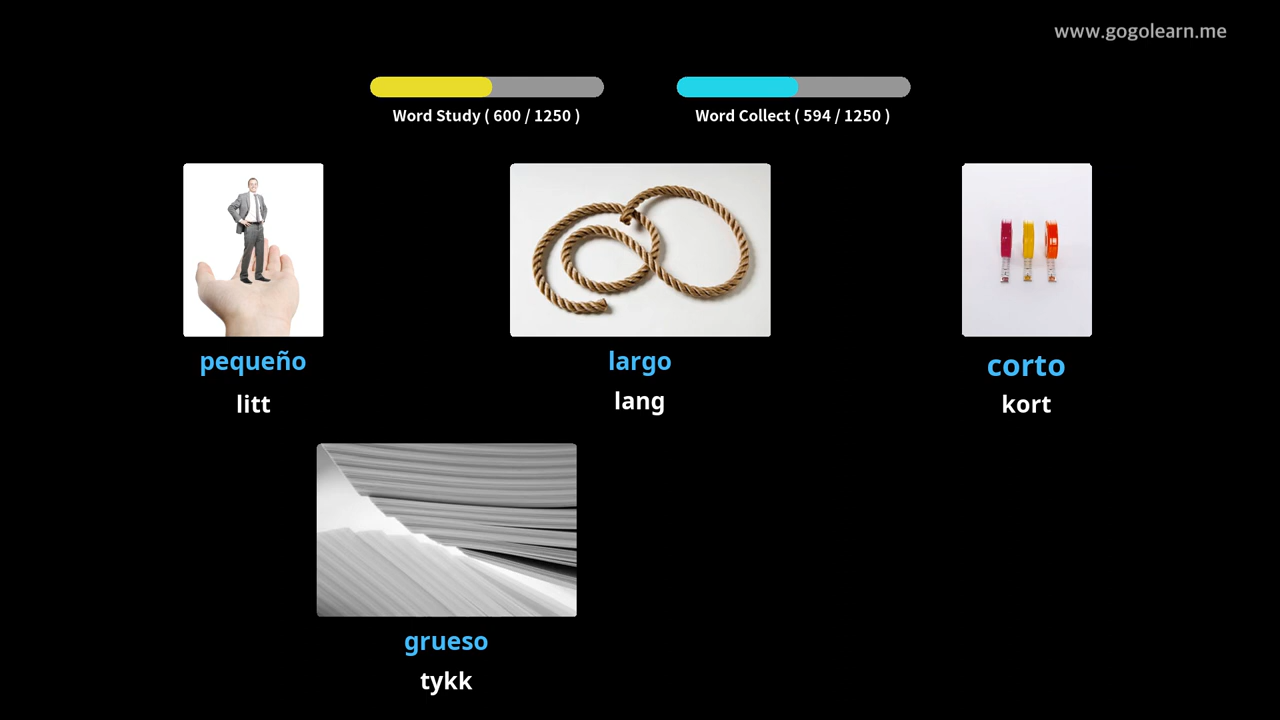 www.gogolearn.me
Word Study ( 600 / 1250 )
Word Collect ( 594 / 1250 )
pequeño
litt
largo
lang
corto
kort
grueso
tykk